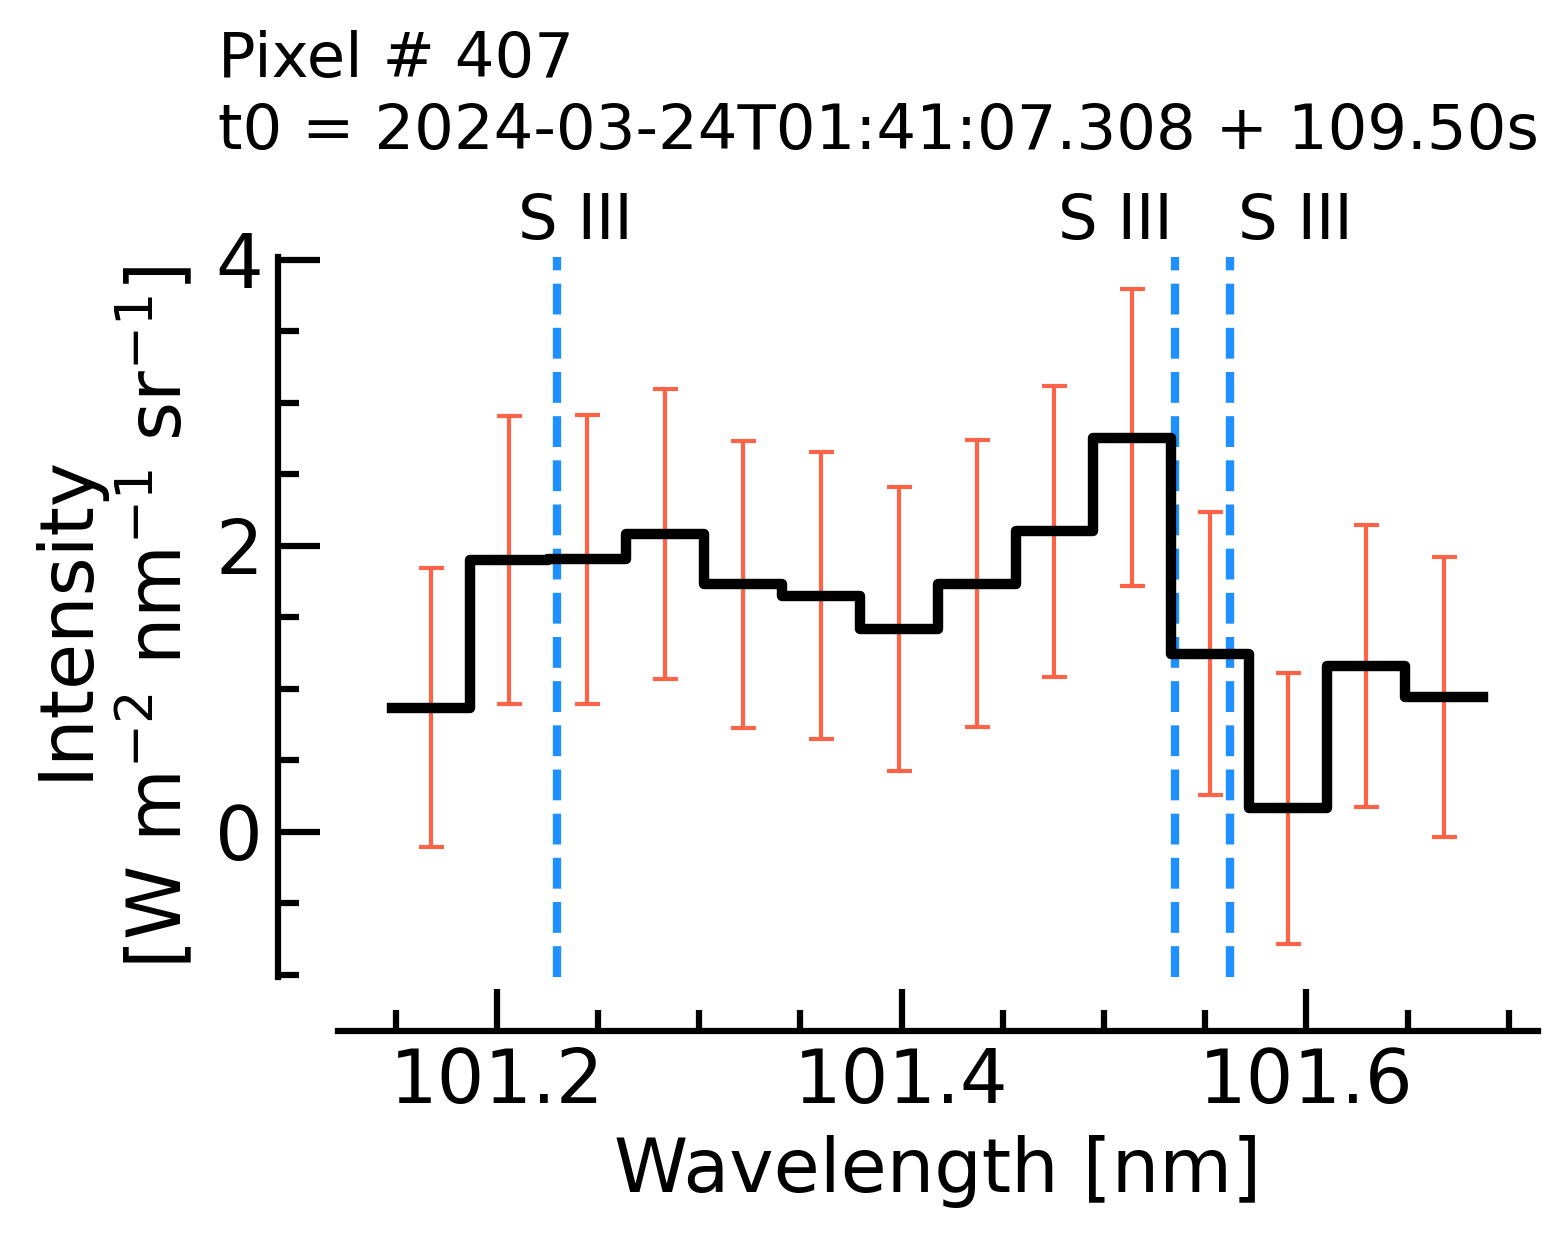 Pixel # 407
t0 = 2024-03-24T01:41:07.308 + 109.50s
S III S III S III
Intensity
[W m⁻² nm⁻¹ sr⁻¹]
4
2
0
101.2 101.4 101.6
Wavelength [nm]